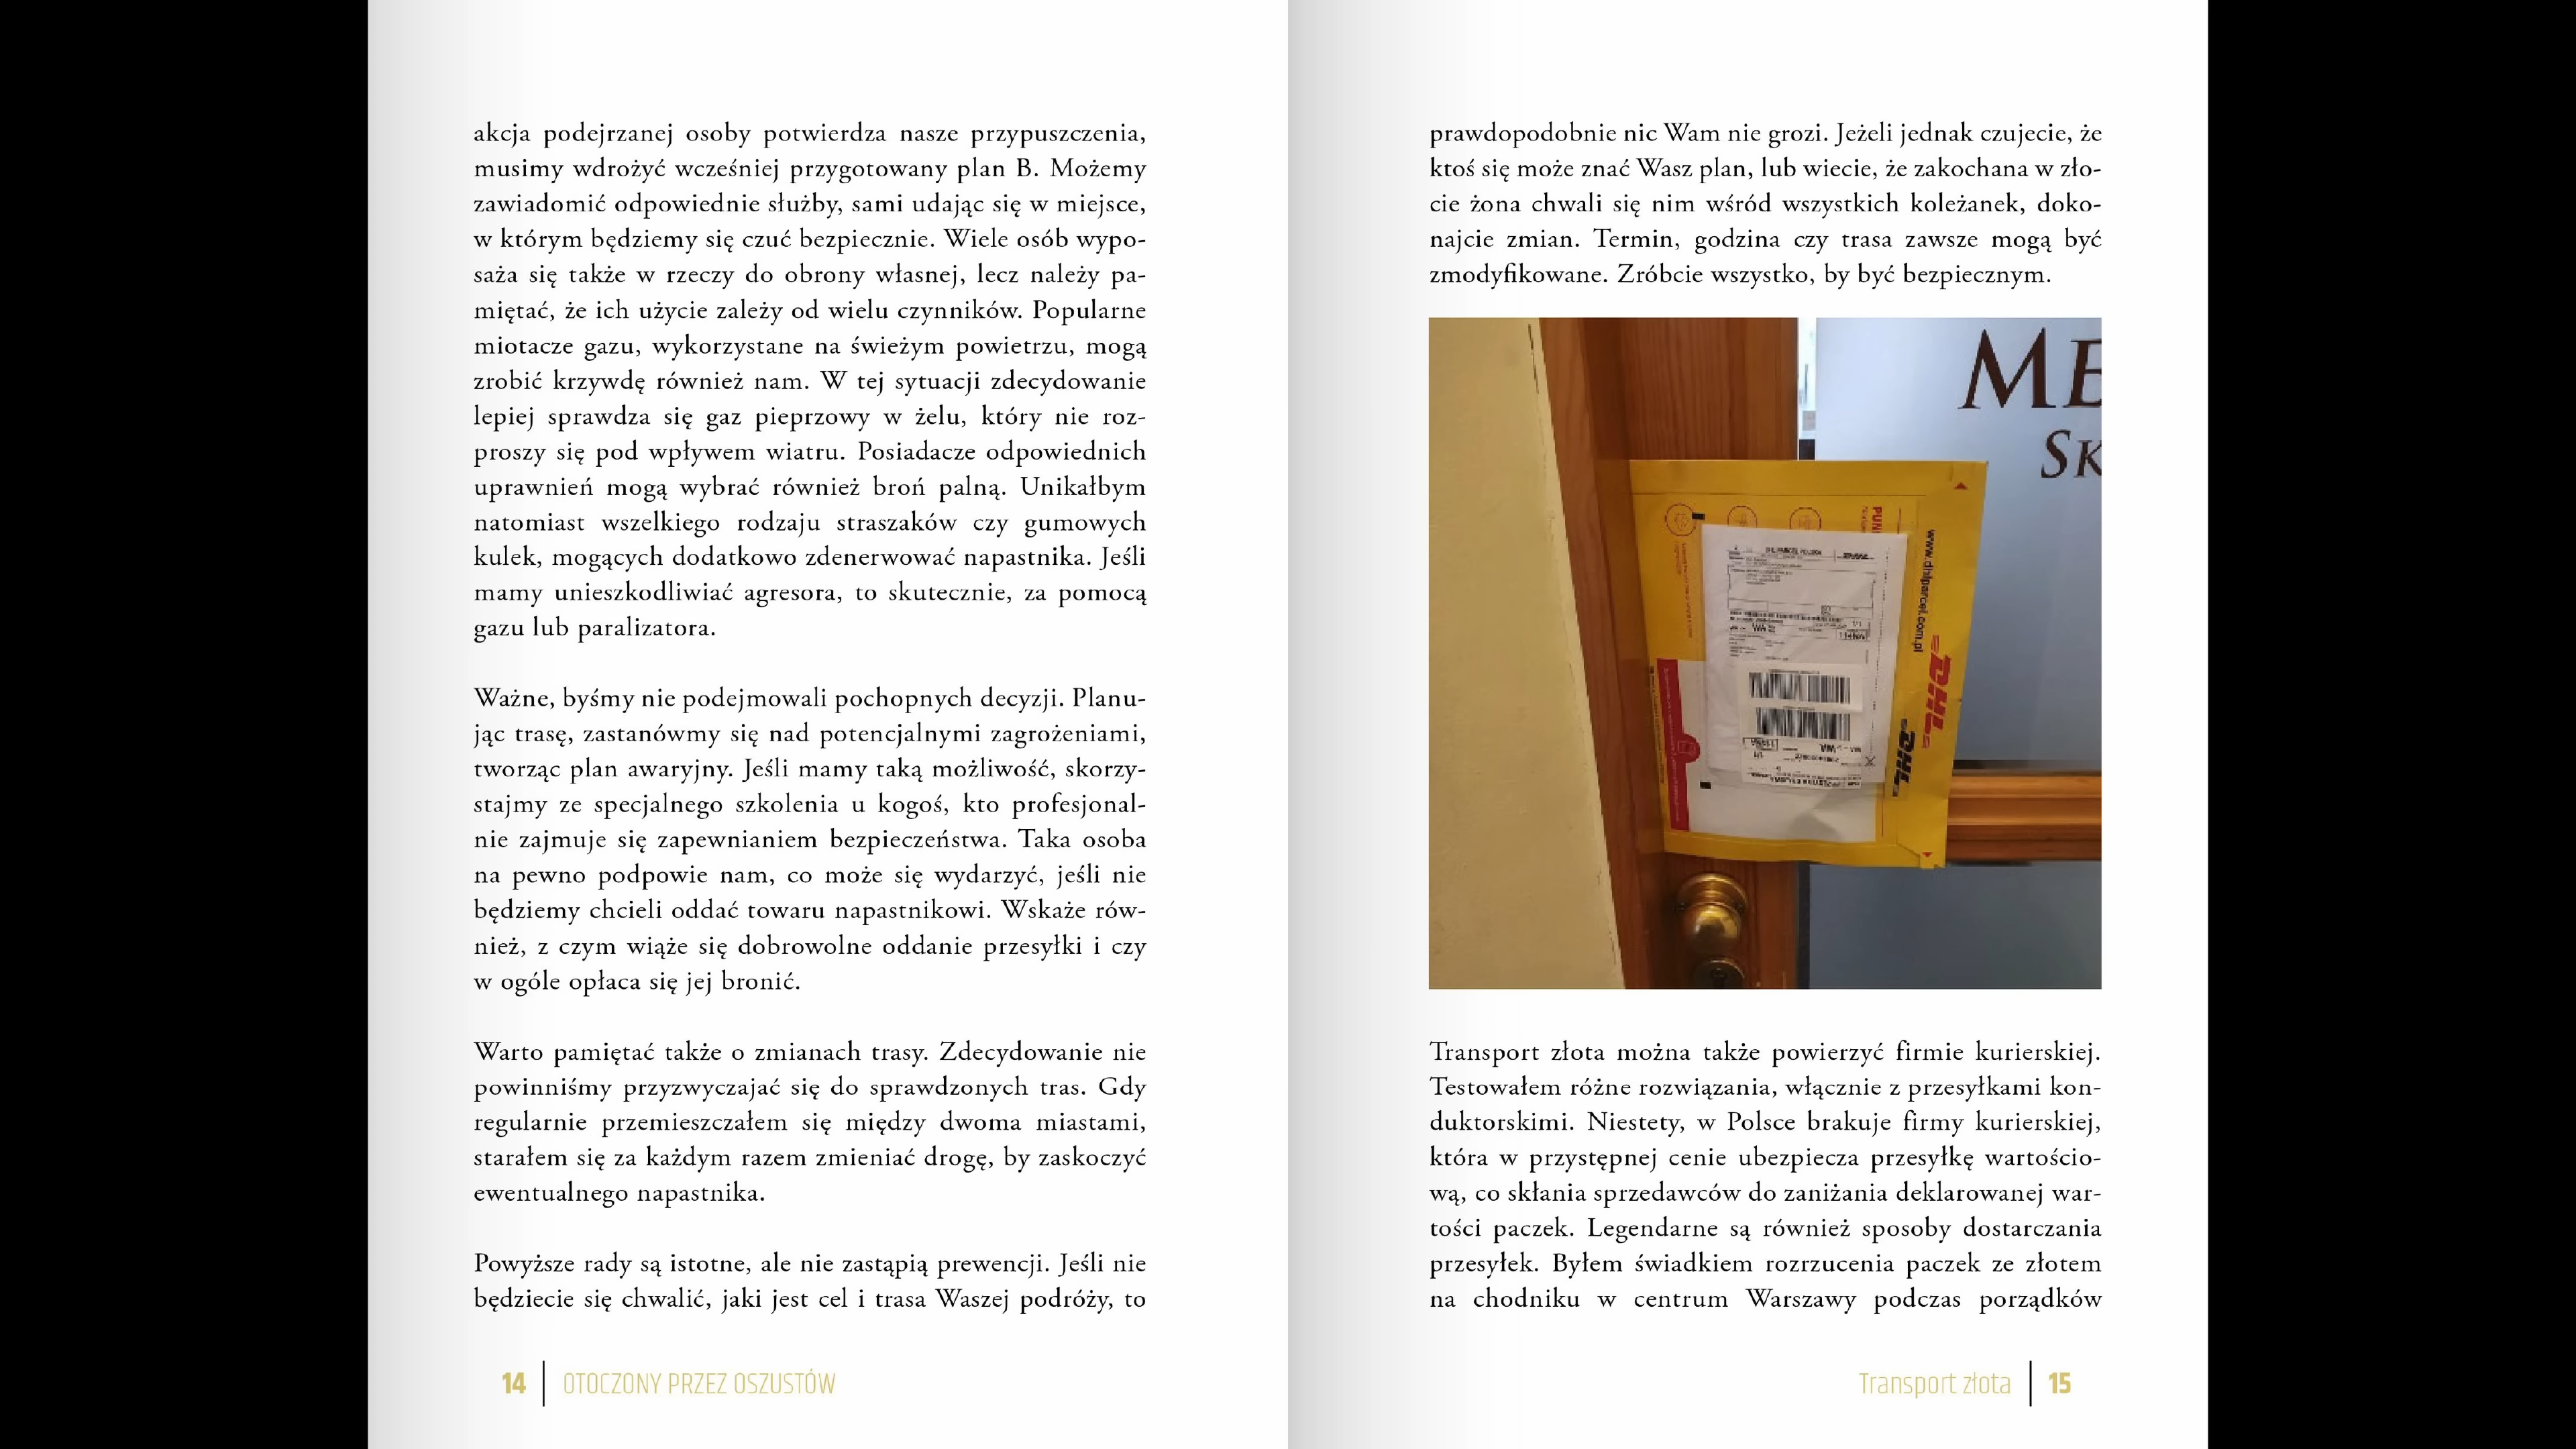 akcja podejrzanej osoby potwierdza nasze przypuszczenia,
musimy wdrożyć wcześniej przygotowany plan B. Możemy
zawiadomić odpowiednie służby, sami udając się w miejsce,
w którym będziemy się czuć bezpiecznie. Wiele osób wypo-
saża się także w rzeczy do obrony własnej, lecz należy pa-
miętać, że ich użycie zależy od wielu czynników. Popularne
miotacze gazu, wykorzystane na świeżym powietrzu, mogą
zrobić krzywdę również nam. W tej sytuacji zdecydowanie
lepiej sprawdza się gaz pieprzowy w żelu, który nie roz-
proszy się pod wpływem wiatru. Posiadacze odpowiednich
uprawnień mogą wybrać również broń palną. Unikałbym
natomiast wszelkiego rodzaju straszaków czy gumowych
kulek, mogących dodatkowo zdenerwować napastnika. Jeśli
mamy unieszkodliwiać agresora, to skutecznie, za pomocą
gazu lub paralizatora.
Ważne, byśmy nie podejmowali pochopnych decyzji. Planu-
jąc trasę, zastanówmy się nad potencjalnymi zagrożeniami,
tworząc plan awaryjny. Jeśli mamy taką możliwość, skorzy-
stajmy ze specjalnego szkolenia u kogoś, kto profesjonal-
nie zajmuje się zapewnianiem bezpieczeństwa. Taka osoba
na pewno podpowie nam, co może się wydarzyć, jeśli nie
będziemy chcieli oddać towaru napastnikowi. Wskaże rów-
nież, z czym wiąże się dobrowolne oddanie przesyłki i czy
w ogóle opłaca się jej bronić.
Warto pamiętać także o zmianach trasy. Zdecydowanie nie
powinniśmy przyzwyczajać się do sprawdzonych tras. Gdy
regularnie przemieszczałem się między dwoma miastami,
starałem się za każdym razem zmieniać drogę, by zaskoczyć
ewentualnego napastnika.
Powyższe rady są istotne, ale nie zastąpią prewencji. Jeśli nie
będziecie się chwalić, jaki jest cel i trasa Waszej podróży, to
14 OTOCZONY PRZEZ OSZUSTÓW
prawdopodobnie nic Wam nie grozi. Jeżeli jednak czujecie, że
ktoś się może znać Wasz plan, lub wiecie, że zakochana w zło-
cie żona chwali się nim wśród wszystkich koleżanek, doko-
najcie zmian. Termin, godzina czy trasa zawsze mogą być
zmodyfikowane. Zróbcie wszystko, by być bezpiecznym.
ME
SK
PUN
www.dhlparcel.com.pl
DHL
DHL
Transport złota można także powierzyć firmie kurierskiej.
Testowałem różne rozwiązania, włącznie z przesyłkami kon-
duktorskimi. Niestety, w Polsce brakuje firmy kurierskiej,
która w przystępnej cenie ubezpiecza przesyłkę wartościo-
wą, co skłania sprzedawców do zaniżania deklarowanej war-
tości paczek. Legendarne są również sposoby dostarczania
przesyłek. Byłem świadkiem rozrzucenia paczek ze złotem
na chodniku w centrum Warszawy podczas porządków
Transport złota 15